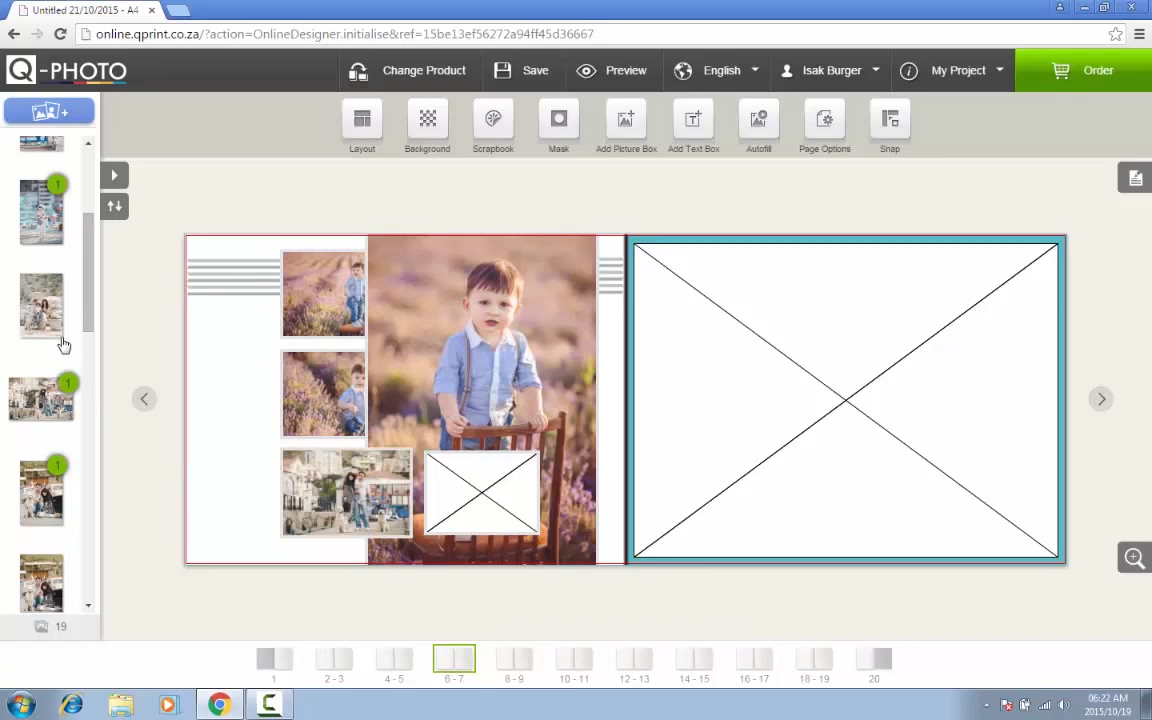 Untitled 21/10/2015 - A4
online.qprint.co.za/?action=OnlineDesigner.initialise&ref=15be13ef56272a94ff45d36667
Q-PHOTO
Change Product
Save
Preview
English
Isak Burger
My Project
Order
Layout
Background
Scrapbook
Mask
Add Picture Box
Add Text Box
Autofill
Page Options
Snap
1
1
1
19
1
2 - 3
4 - 5
6 - 7
8 - 9
10 - 11
12 - 13
14 - 15
16 - 17
18 - 19
20
06:22 AM
2015/10/19